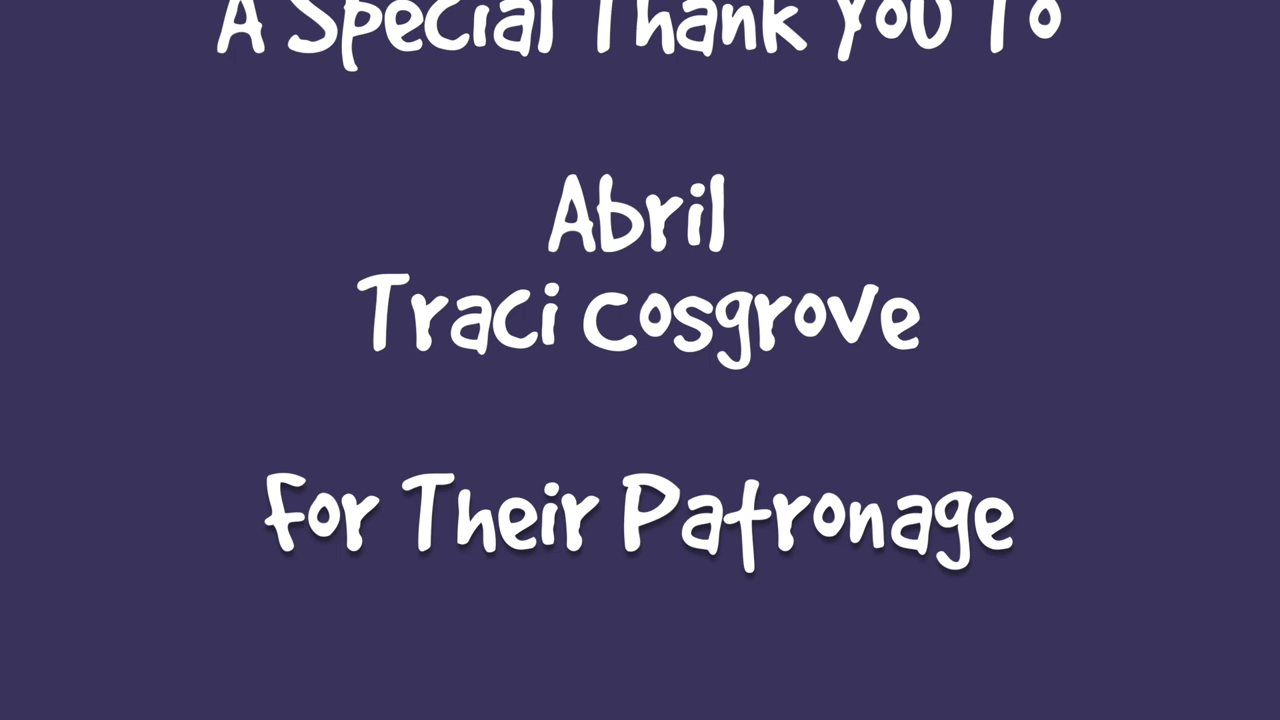 A Special Thank You To
Abril
Traci Cosgrove
For Their Patronage